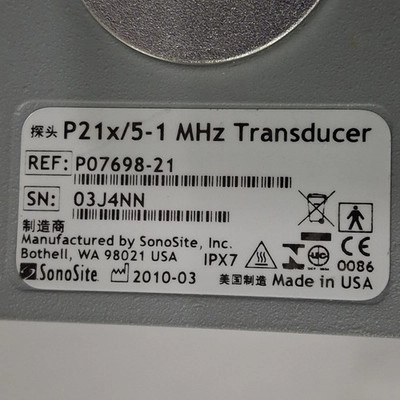 探头 P21x/5-1 MHz Transducer
REF: P07698-21
SN: 03J4NN
制造商
Manufactured by SonoSite, Inc.
Bothell, WA 98021 USA IPX7
0086
SonoSite 2010-03 美国制造 Made in USA